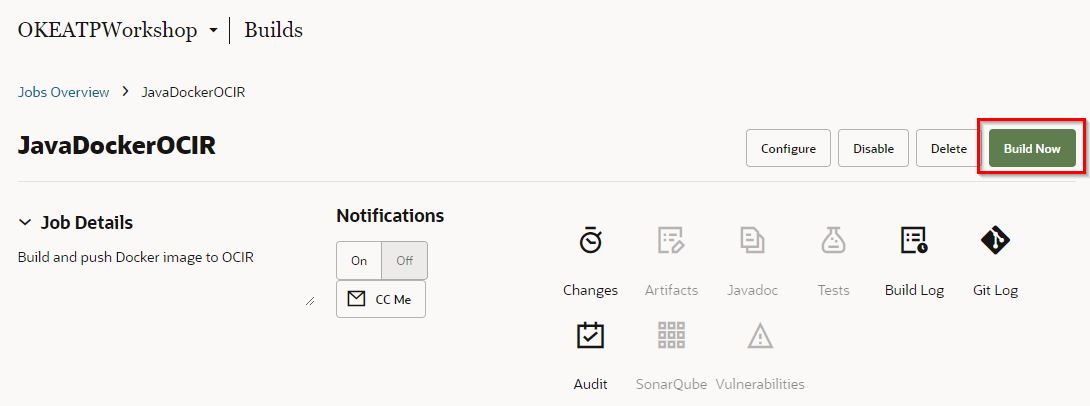 OKEATPWorkshop Builds
Jobs Overview > JavaDockerOCIR
JavaDockerOCIR
Configure Disable Delete Build Now
Job Details
Build and push Docker image to OCIR
Notifications
On Off
CC Me
Changes Artifacts Javadoc Tests Build Log Git Log
Audit SonarQube Vulnerabilities